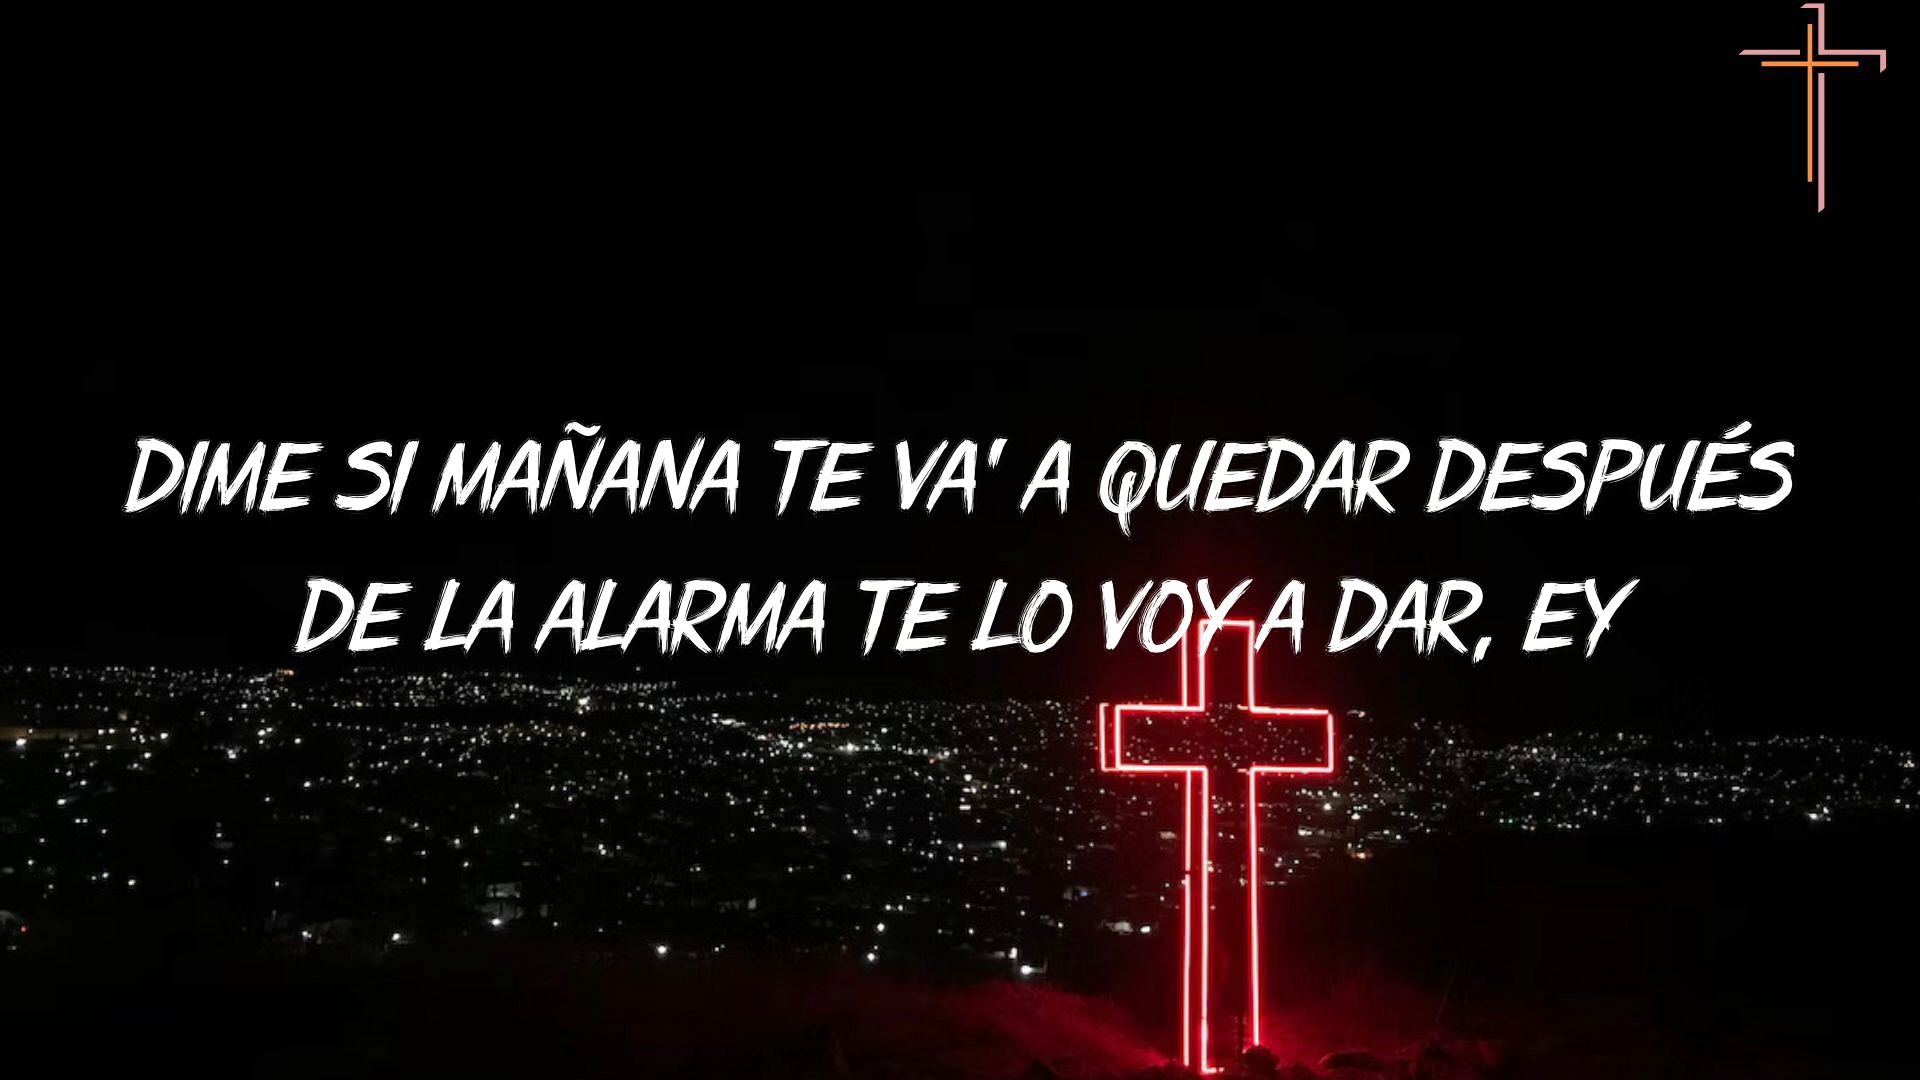 DIME SI MAÑANA TE VA' A QUEDAR DESPUÉS
DE LA ALARMA TE LO VOY A DAR, EY